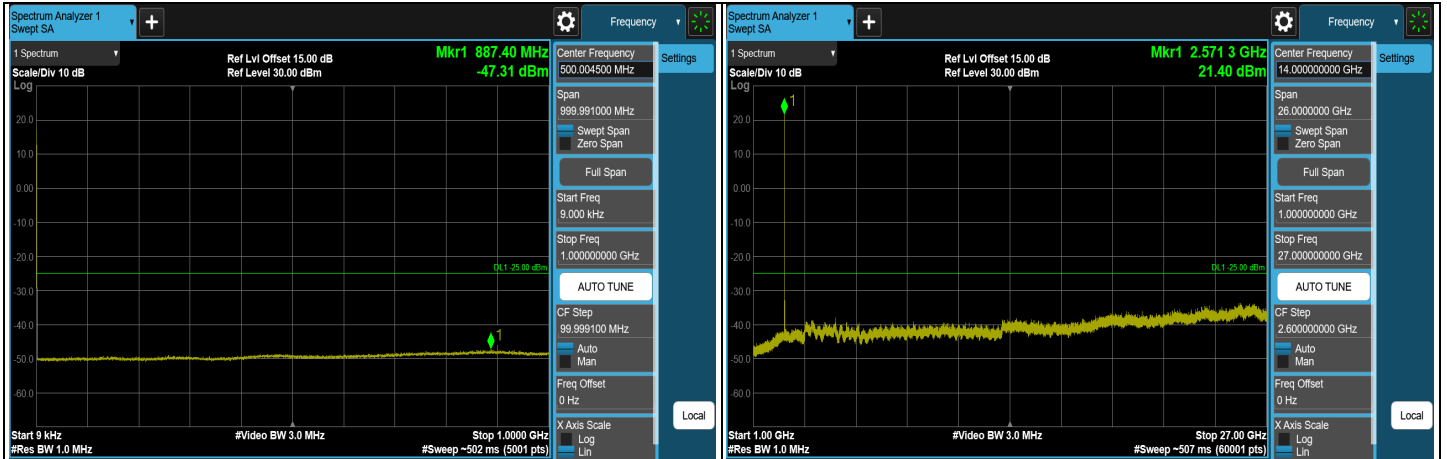 Spectrum Analyzer 1
Swept SA
+
Frequency
1 Spectrum
Scale/Div 10 dB
Log
Ref Lvl Offset 15.00 dB
Ref Level 30.00 dBm
Mkr1 887.40 MHz
-47.31 dBm
1
20.0
10.0
0.00
-10.0
-20.0
-30.0
-40.0
-50.0
-60.0
DL1 -25.00 dBm
Start 9 kHz
#Res BW 1.0 MHz
#Video BW 3.0 MHz
Stop 1.0000 GHz
#Sweep ~502 ms (5001 pts)
Center Frequency
500.004500 MHz
Span
999.991000 MHz
Swept Span
Zero Span
Full Span
Start Freq
9.000 kHz
Stop Freq
1.000000000 GHz
AUTO TUNE
CF Step
99.999100 MHz
Auto
Man
Freq Offset
0 Hz
X Axis Scale
Log
Lin
Settings
Local
Spectrum Analyzer 1
Swept SA
+
Frequency
1 Spectrum
Scale/Div 10 dB
Log
Ref Lvl Offset 15.00 dB
Ref Level 30.00 dBm
Mkr1 2.571 3 GHz
21.40 dBm
1
20.0
10.0
0.00
-10.0
-20.0
-30.0
-40.0
-50.0
-60.0
DL1 -25.00 dBm
Start 1.00 GHz
#Res BW 1.0 MHz
#Video BW 3.0 MHz
Stop 27.00 GHz
#Sweep ~507 ms (60001 pts)
Center Frequency
14.000000000 GHz
Span
26.0000000 GHz
Swept Span
Zero Span
Full Span
Start Freq
1.000000000 GHz
Stop Freq
27.000000000 GHz
AUTO TUNE
CF Step
2.600000000 GHz
Auto
Man
Freq Offset
0 Hz
X Axis Scale
Log
Lin
Settings
Local